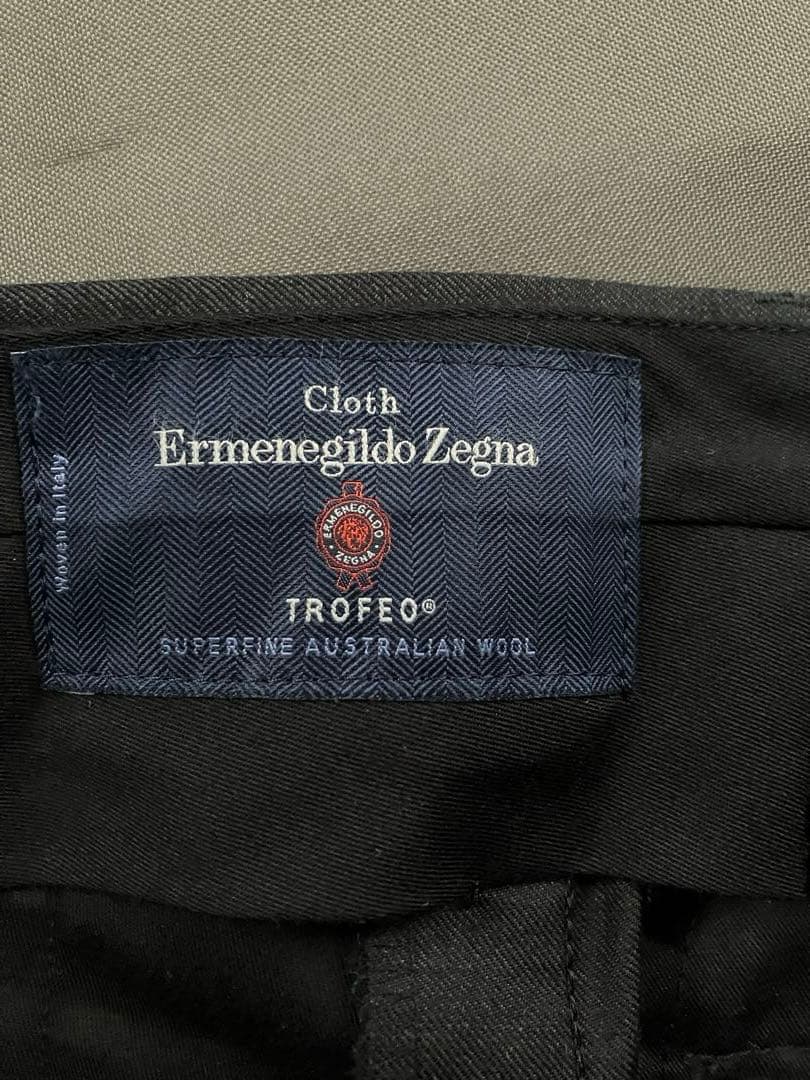 Cloth
Ermenegildo Zegna
ERMENEGILDO
ZEGNA
TROFEO®
SUPERFINE AUSTRALIAN WOOL
Woven in Italy